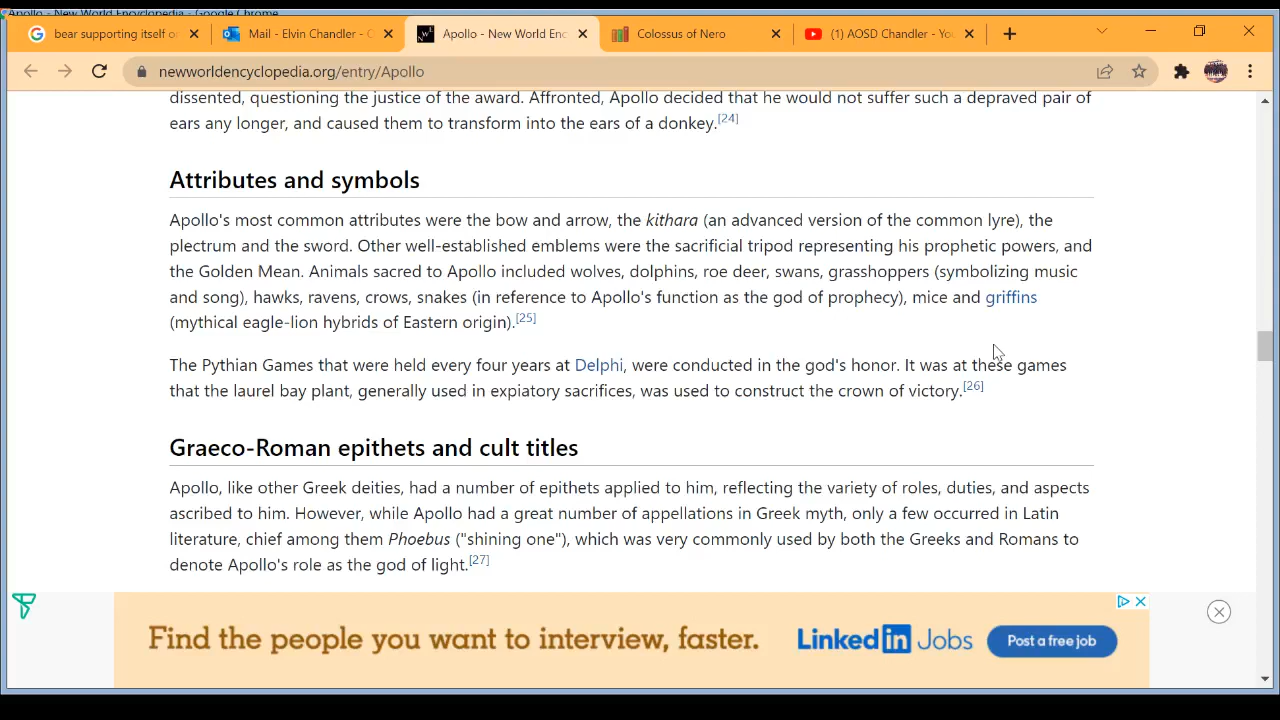 Apollo - New World Encyclopedia - Google Chrome
bear supporting itself o
Mail - Elvin Chandler -
Apollo - New World Enc
Colossus of Nero
(1) AOSD Chandler - Yo
newworldencyclopedia.org/entry/Apollo
dissented, questioning the justice of the award. Affronted, Apollo decided that he would not suffer such a depraved pair of
ears any longer, and caused them to transform into the ears of a donkey.[24]
Attributes and symbols
Apollo's most common attributes were the bow and arrow, the kithara (an advanced version of the common lyre), the
plectrum and the sword. Other well-established emblems were the sacrificial tripod representing his prophetic powers, and
the Golden Mean. Animals sacred to Apollo included wolves, dolphins, roe deer, swans, grasshoppers (symbolizing music
and song), hawks, ravens, crows, snakes (in reference to Apollo's function as the god of prophecy), mice and griffins
(mythical eagle-lion hybrids of Eastern origin).[25]
The Pythian Games that were held every four years at Delphi, were conducted in the god's honor. It was at these games
that the laurel bay plant, generally used in expiatory sacrifices, was used to construct the crown of victory.[26]
Graeco-Roman epithets and cult titles
Apollo, like other Greek deities, had a number of epithets applied to him, reflecting the variety of roles, duties, and aspects
ascribed to him. However, while Apollo had a great number of appellations in Greek myth, only a few occurred in Latin
literature, chief among them Phoebus ("shining one"), which was very commonly used by both the Greeks and Romans to
denote Apollo's role as the god of light.[27]
Find the people you want to interview, faster.
Linked in Jobs
Post a free job